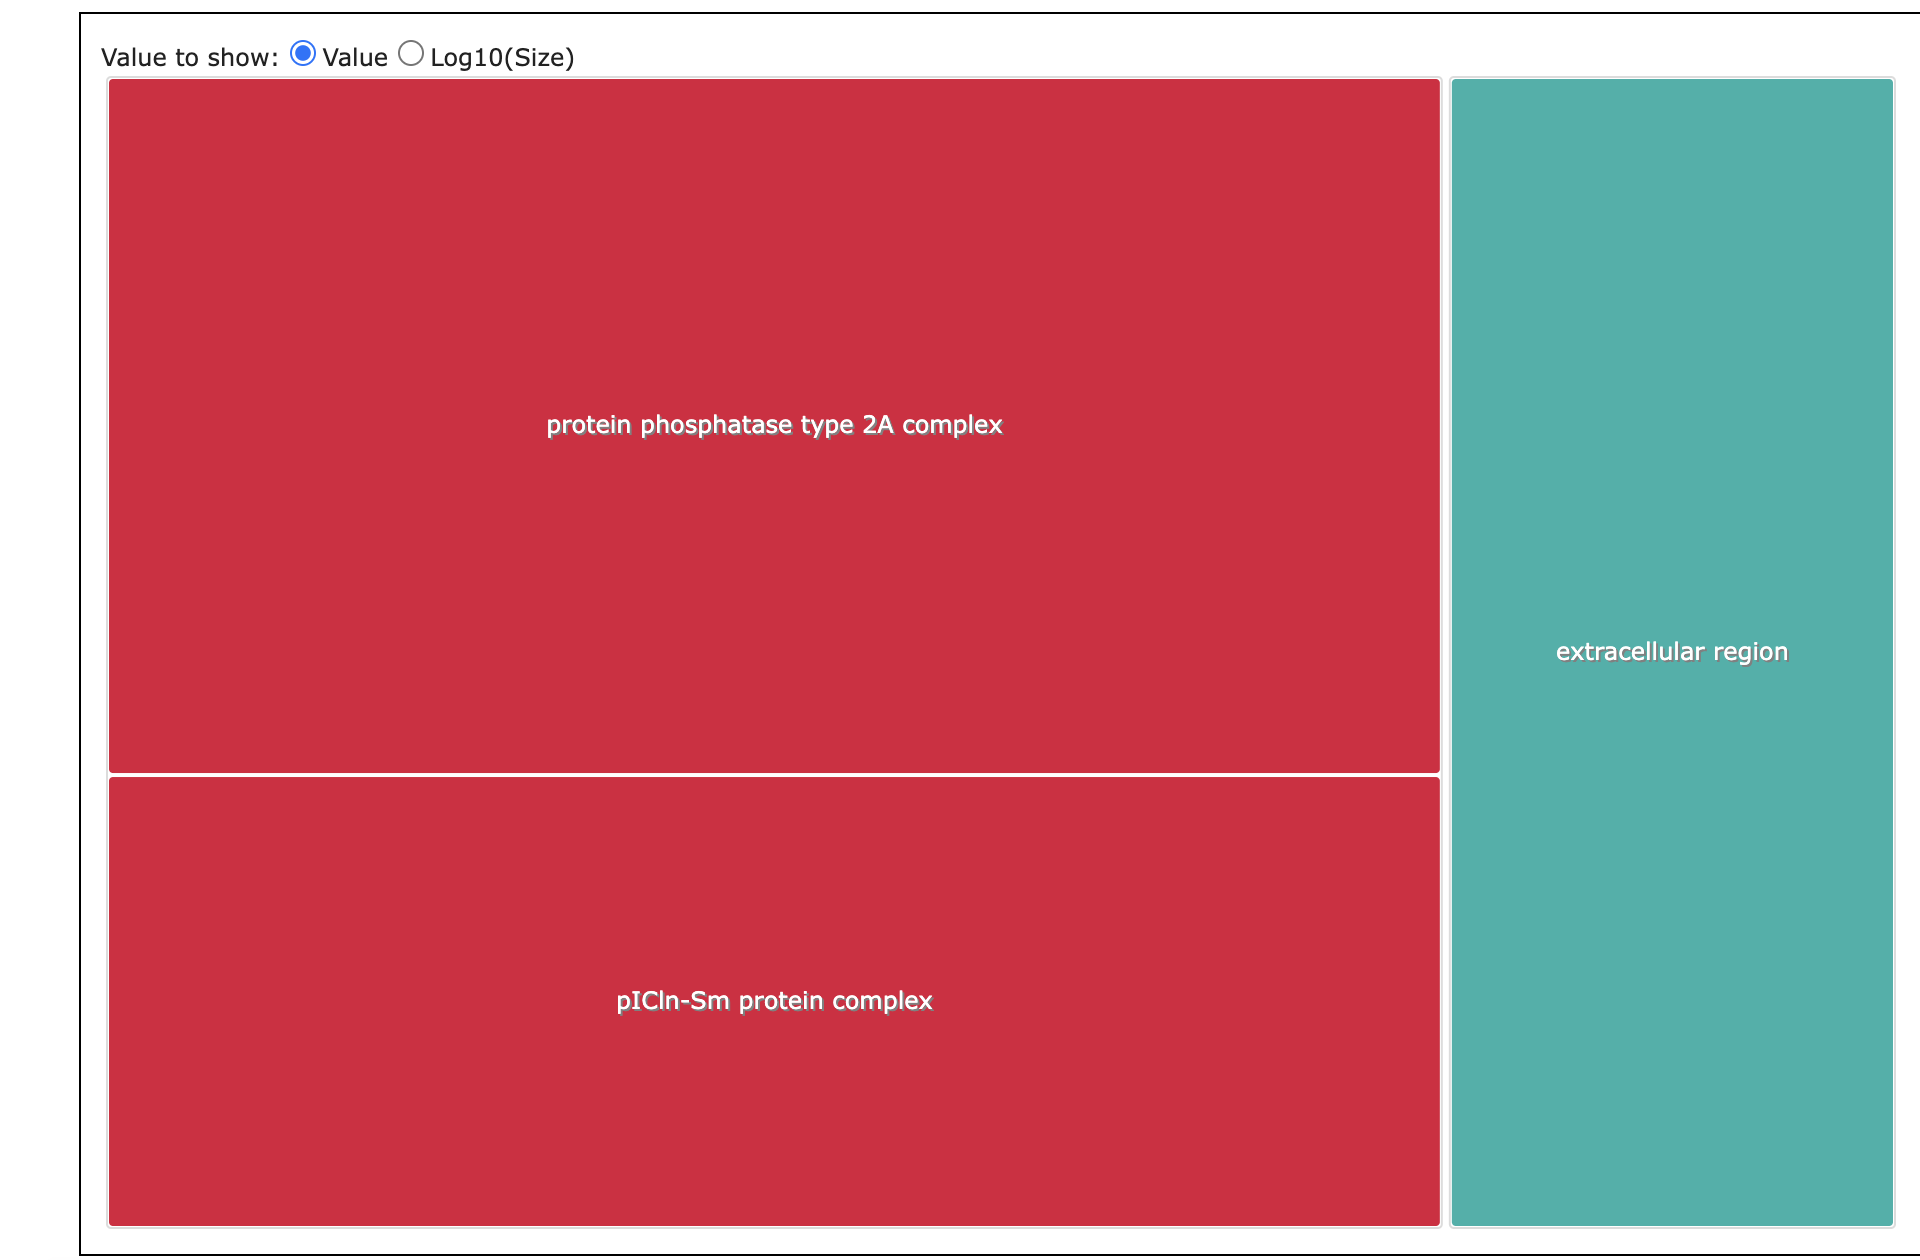 Value to show: Value Log10(Size)
protein phosphatase type 2A complex
extracellular region
pICln-Sm protein complex